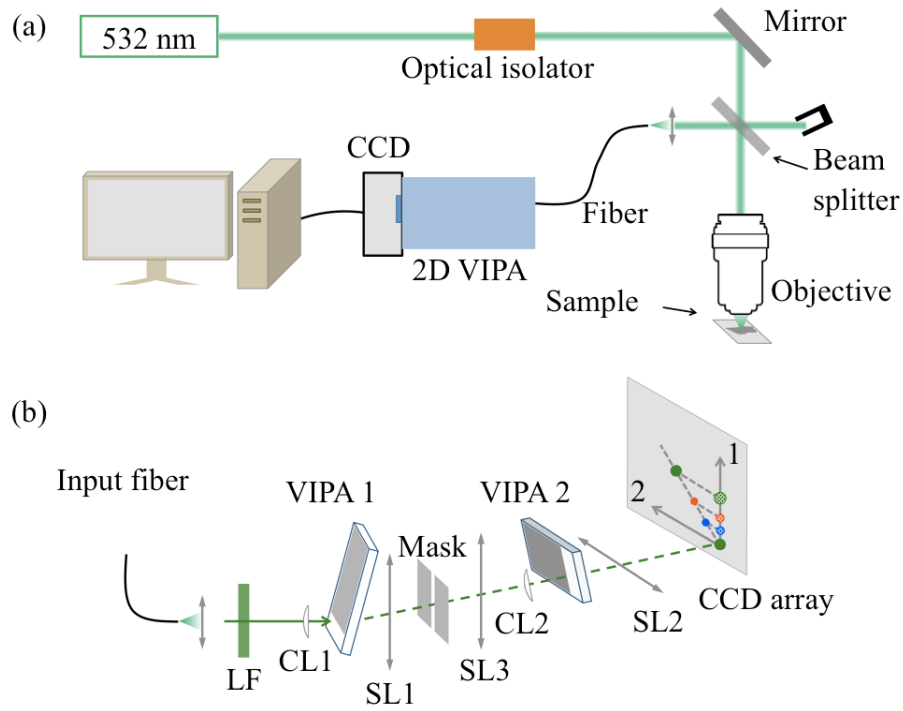 (a)
532 nm
Optical isolator
Mirror
Beam
splitter
CCD
Fiber
2D VIPA
Objective
Sample
(b)
Input fiber
VIPA 1
Mask
VIPA 2
1
2
CCD array
LF
CL1
SL1
SL3
CL2
SL2